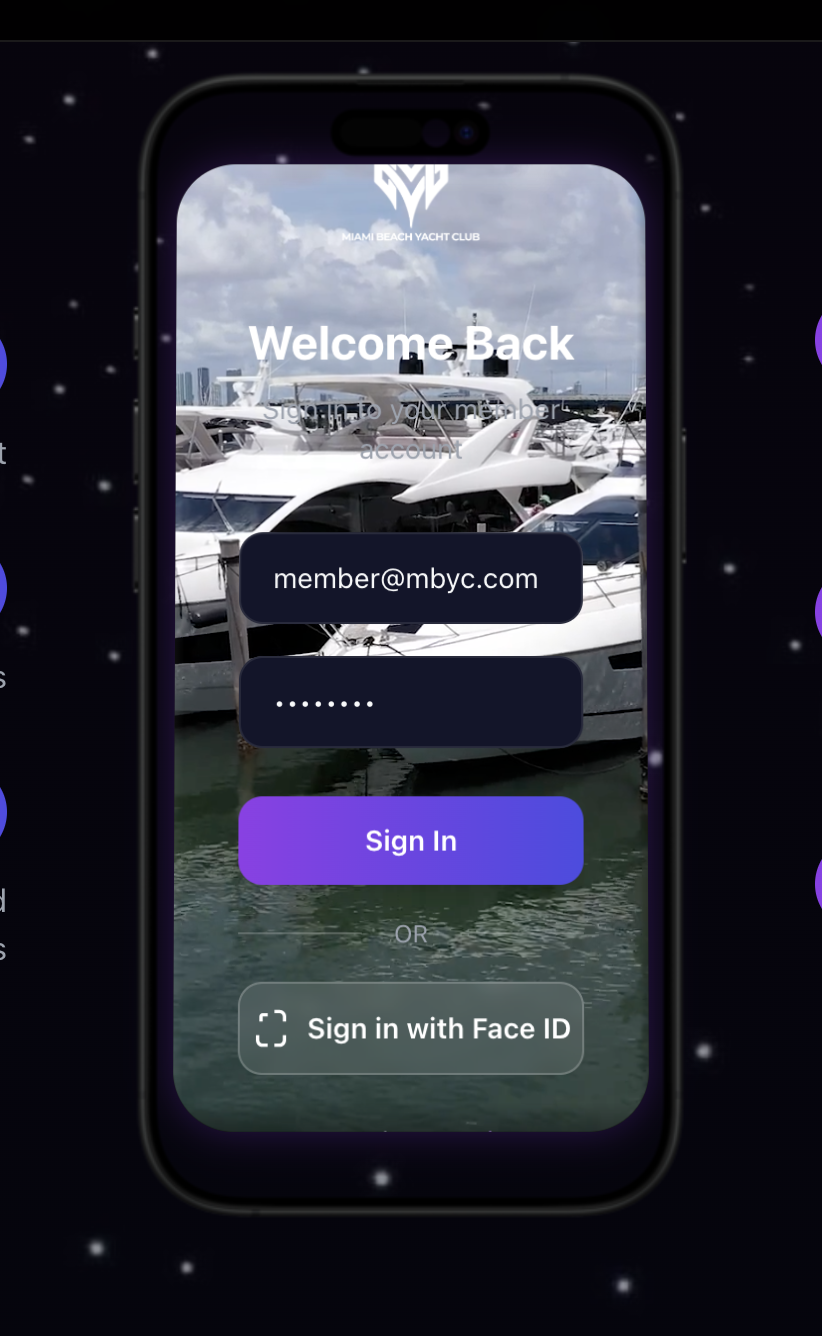 MIAMI BEACH YACHT CLUB
Welcome Back
Sign in to your member
account
t
member@mbyc.com
s
••••••••
Sign In
d
OR
s
Sign in with Face ID